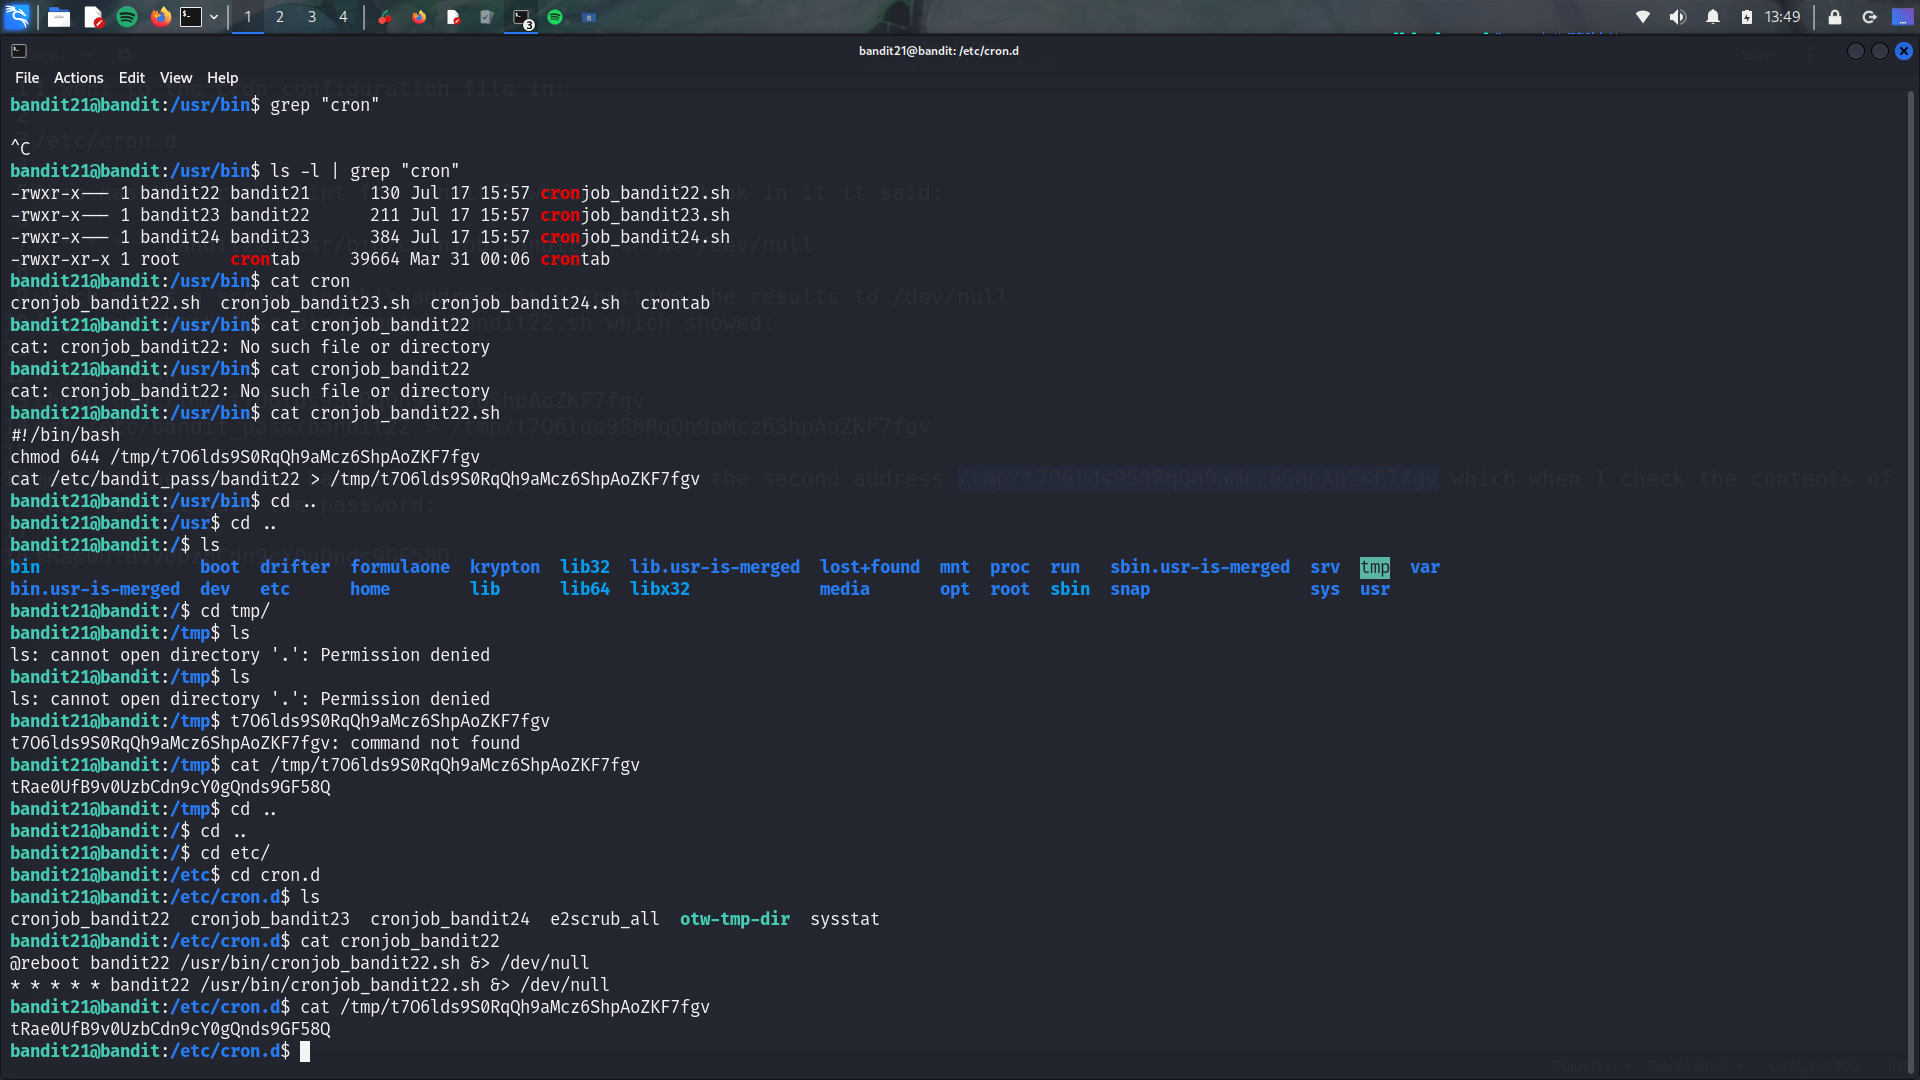 1 2 3 4 3 13:49
bandit21@bandit: /etc/cron.d
File Actions Edit View Help
bandit21@bandit:/usr/bin$ grep "cron"
^C
bandit21@bandit:/usr/bin$ ls -l | grep "cron"
-rwxr-x--- 1 bandit22 bandit21 130 Jul 17 15:57 cronjob_bandit22.sh
-rwxr-x--- 1 bandit23 bandit22 211 Jul 17 15:57 cronjob_bandit23.sh
-rwxr-x--- 1 bandit24 bandit23 384 Jul 17 15:57 cronjob_bandit24.sh
-rwxr-xr-x 1 root crontab 39664 Mar 31 00:06 crontab
bandit21@bandit:/usr/bin$ cat cron
cronjob_bandit22.sh cronjob_bandit23.sh cronjob_bandit24.sh crontab
bandit21@bandit:/usr/bin$ cat cronjob_bandit22
cat: cronjob_bandit22: No such file or directory
bandit21@bandit:/usr/bin$ cat cronjob_bandit22
cat: cronjob_bandit22: No such file or directory
bandit21@bandit:/usr/bin$ cat cronjob_bandit22.sh
#!/bin/bash
chmod 644 /tmp/t7O6lds9S0RqQh9aMcz6ShpAoZKF7fgv
cat /etc/bandit_pass/bandit22 > /tmp/t7O6lds9S0RqQh9aMcz6ShpAoZKF7fgv
bandit21@bandit:/usr/bin$ cd ..
bandit21@bandit:/usr$ cd ..
bandit21@bandit:/$ ls
bin boot drifter formulaone krypton lib32 lib.usr-is-merged lost+found mnt proc run sbin.usr-is-merged srv tmp var
bin.usr-is-merged dev etc home lib lib64 libx32 media opt root sbin snap sys usr
bandit21@bandit:/$ cd tmp/
bandit21@bandit:/tmp$ ls
ls: cannot open directory '.': Permission denied
bandit21@bandit:/tmp$ ls
ls: cannot open directory '.': Permission denied
bandit21@bandit:/tmp$ t7O6lds9S0RqQh9aMcz6ShpAoZKF7fgv
t7O6lds9S0RqQh9aMcz6ShpAoZKF7fgv: command not found
bandit21@bandit:/tmp$ cat /tmp/t7O6lds9S0RqQh9aMcz6ShpAoZKF7fgv
tRae0UfB9v0UzbCdn9cY0gQnds9GF58Q
bandit21@bandit:/tmp$ cd ..
bandit21@bandit:/$ cd ..
bandit21@bandit:/$ cd etc/
bandit21@bandit:/etc$ cd cron.d
bandit21@bandit:/etc/cron.d$ ls
cronjob_bandit22 cronjob_bandit23 cronjob_bandit24 e2scrub_all otw-tmp-dir sysstat
bandit21@bandit:/etc/cron.d$ cat cronjob_bandit22
@reboot bandit22 /usr/bin/cronjob_bandit22.sh &> /dev/null
* * * * * bandit22 /usr/bin/cronjob_bandit22.sh &> /dev/null
bandit21@bandit:/etc/cron.d$ cat /tmp/t7O6lds9S0RqQh9aMcz6ShpAoZKF7fgv
tRae0UfB9v0UzbCdn9cY0gQnds9GF58Q
bandit21@bandit:/etc/cron.d$